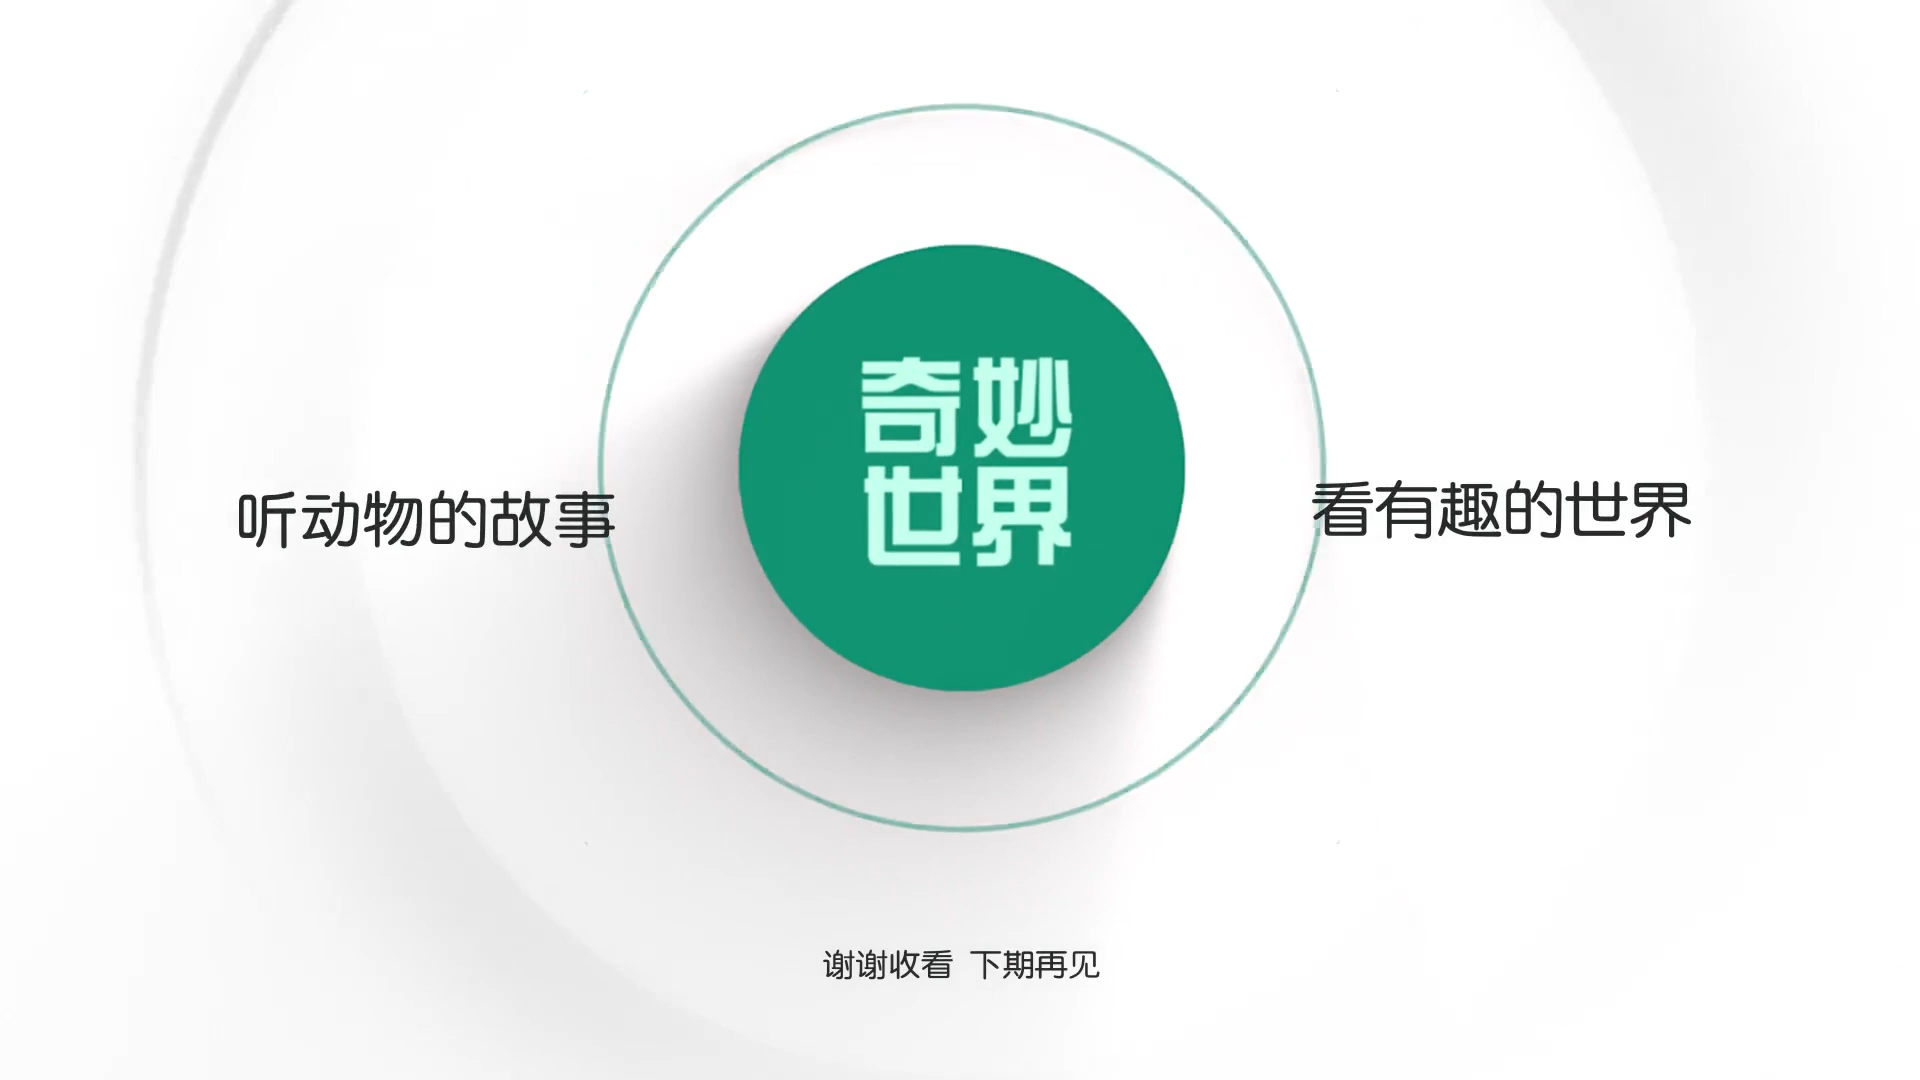 奇妙
世界
听动物的故事
看有趣的世界
谢谢收看 下期再见